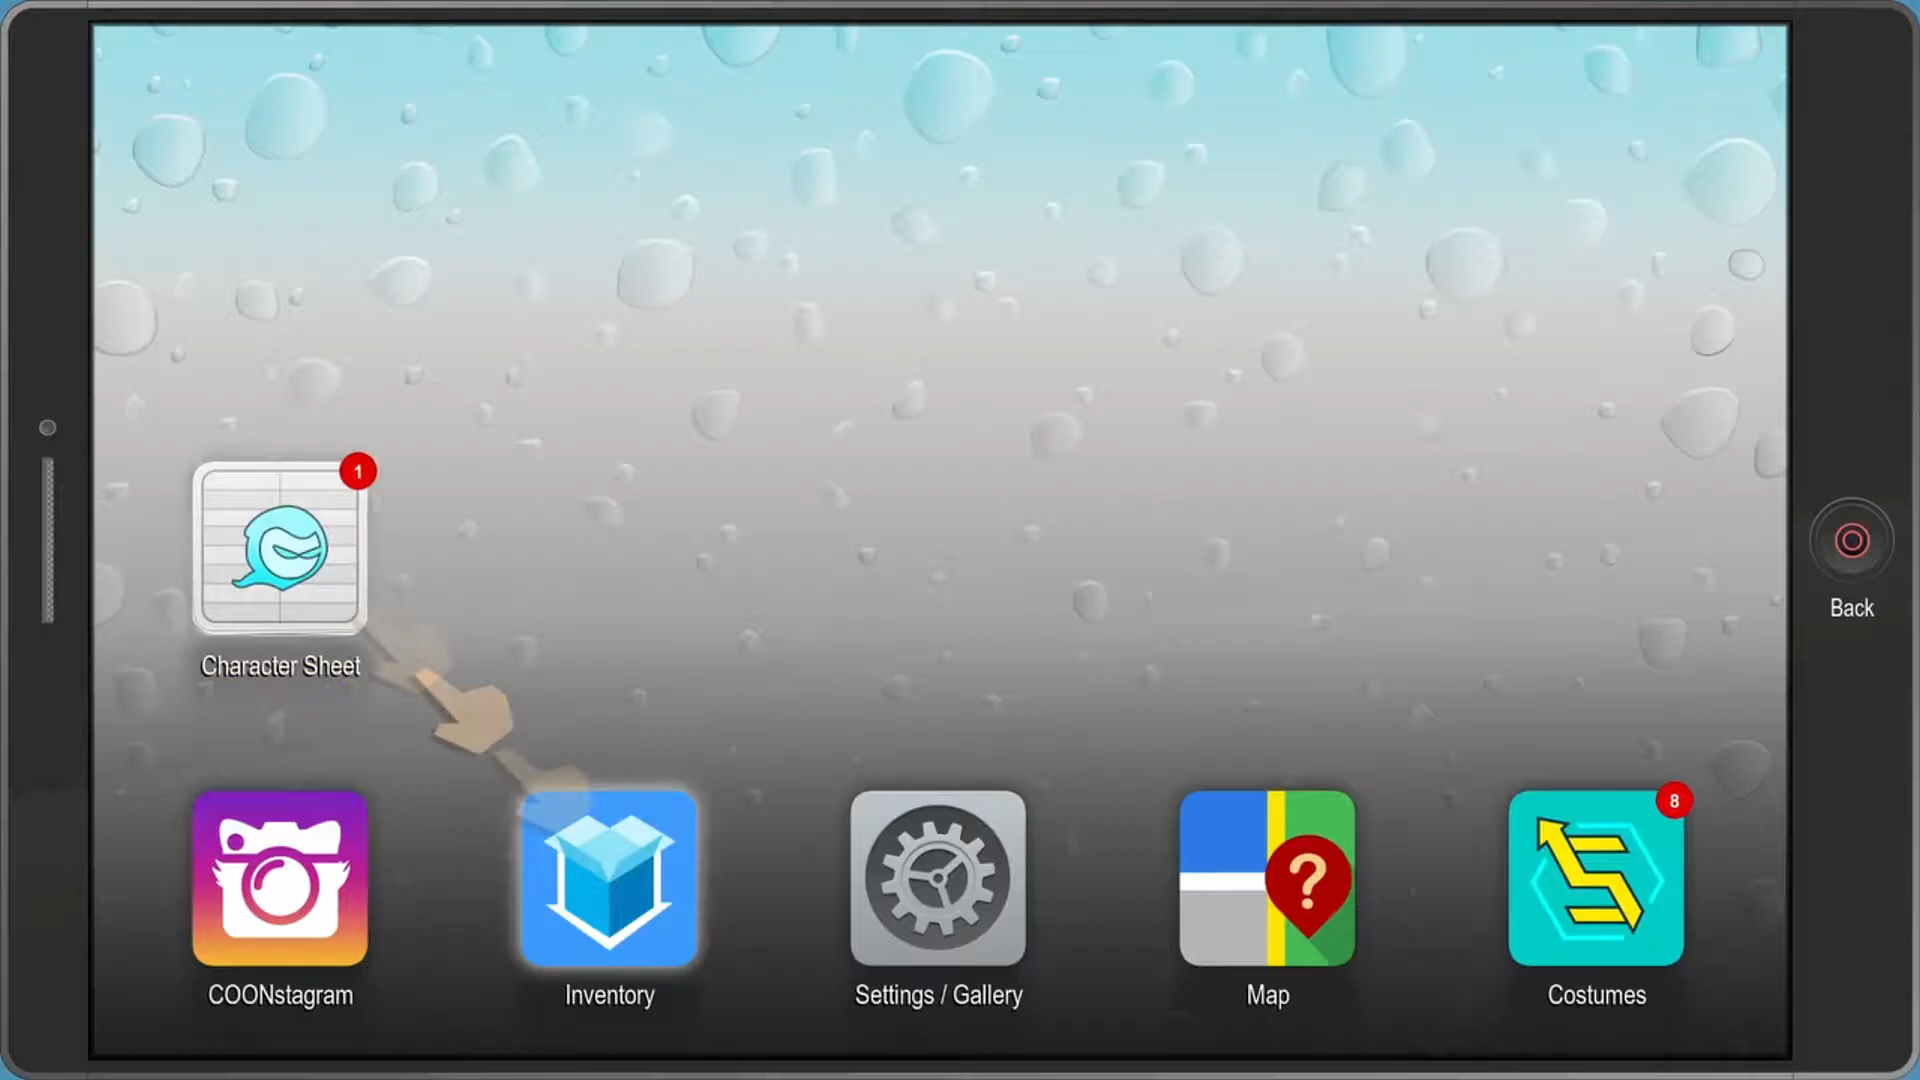 1
Character Sheet
Back
8
?
COONstagram
Inventory
Settings / Gallery
Map
Costumes